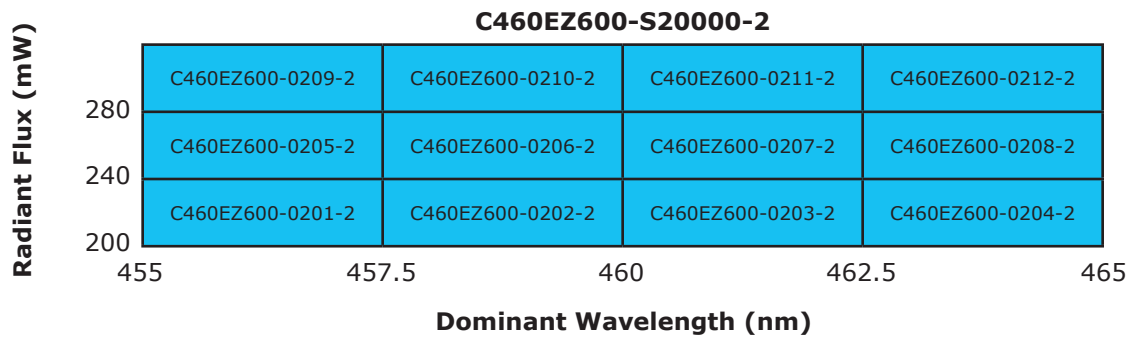 C460EZ600-S20000-2
Radiant Flux (mW)
C460EZ600-0209-2 C460EZ600-0210-2 C460EZ600-0211-2 C460EZ600-0212-2
280
C460EZ600-0205-2 C460EZ600-0206-2 C460EZ600-0207-2 C460EZ600-0208-2
240
C460EZ600-0201-2 C460EZ600-0202-2 C460EZ600-0203-2 C460EZ600-0204-2
200
455 457.5 460 462.5 465
Dominant Wavelength (nm)